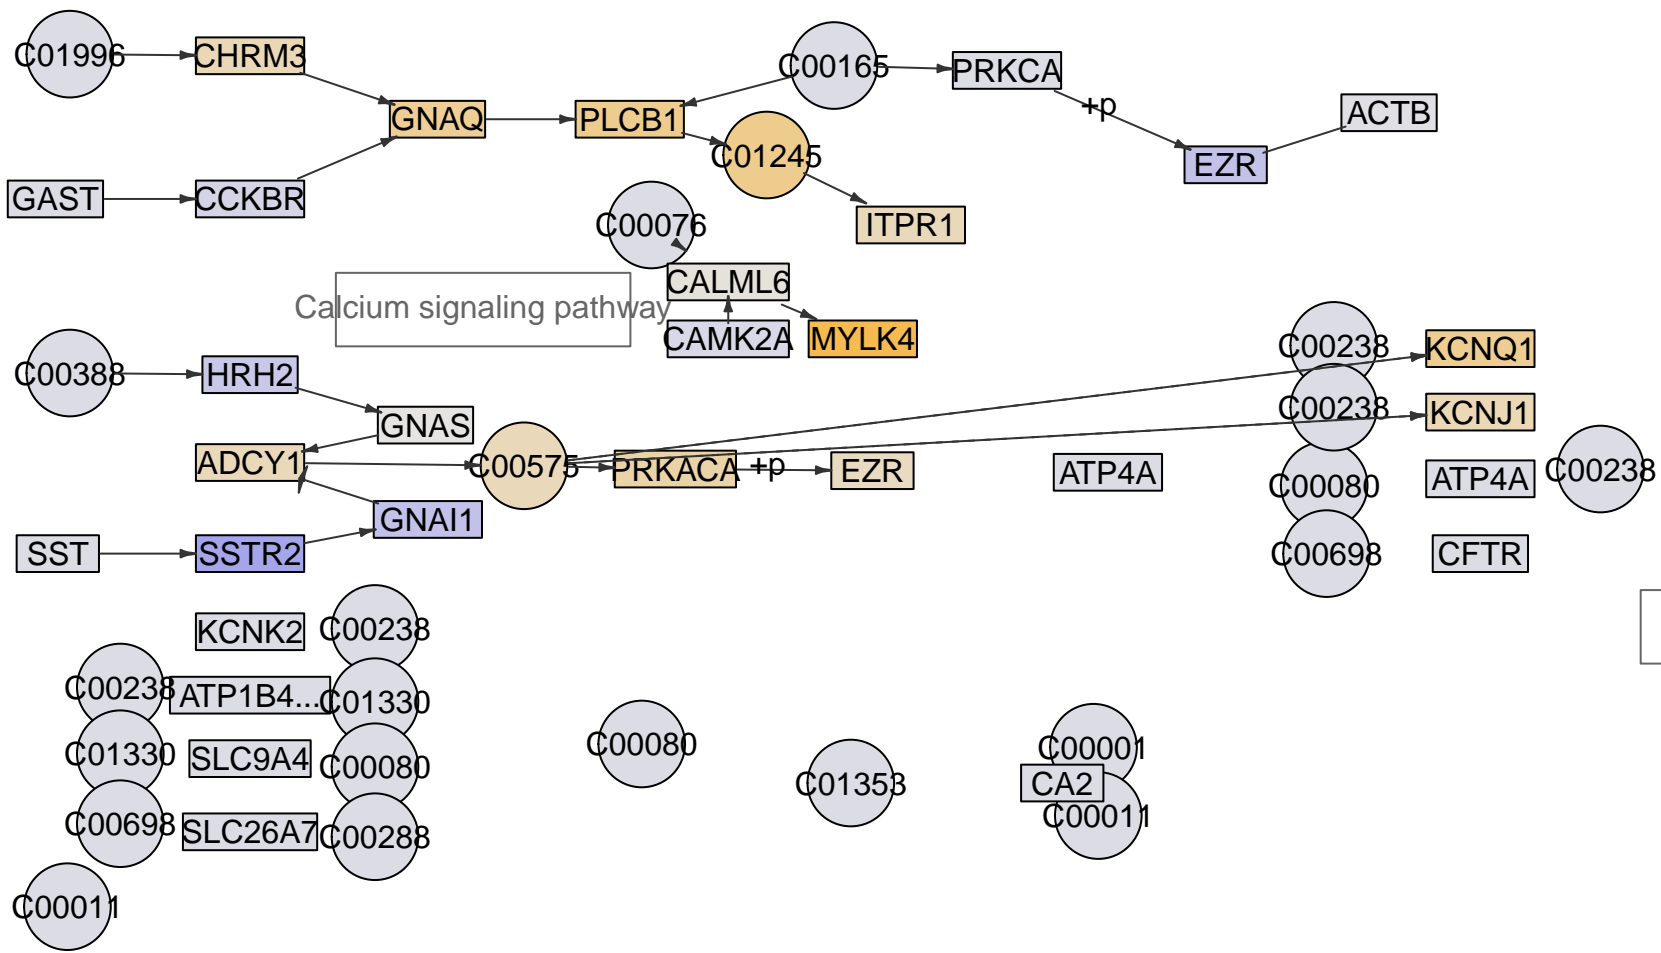 C01996
CHRM3
C00165
PRKCA
+p
ACTB
GNAQ
PLCB1
C01245
EZR
GAST
CCKBR
C00076
ITPR1
CALML6
Calcium signaling pathway
CAMK2A
MYLK4
C00238
KCNQ1
C00388
HRH2
C00238
KCNJ1
GNAS
ADCY1
C00575
PRKACA
+p
EZR
ATP4A
C00080
ATP4A
C00238
GNAI1
SST
SSTR2
C00698
CFTR
KCNK2
C00238
C00238
ATP1B4...
C01330
C01330
SLC9A4
C00080
C00080
C01353
C00001
CA2
C00011
C00698
SLC26A7
C00288
C00011